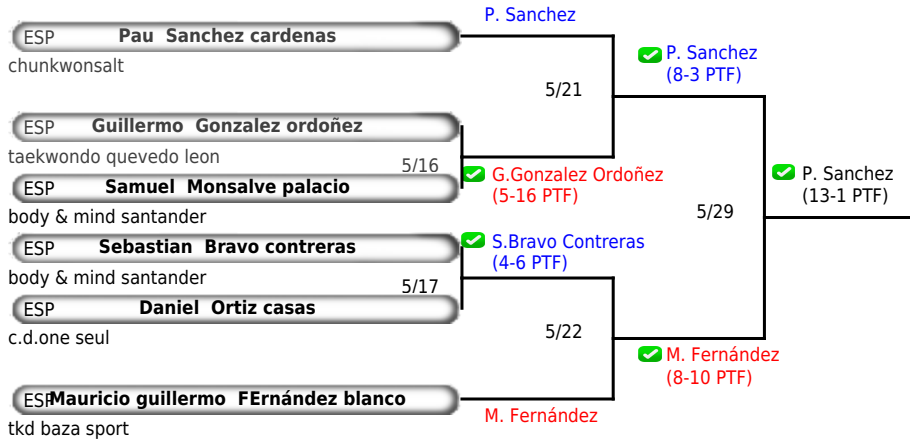 P. Sanchez
ESP Pau Sanchez cardenas
chunkwonsalt
P. Sanchez
(8-3 PTF)
5/21
ESP Guillermo Gonzalez ordoñez
taekwondo quevedo leon
5/16
G.Gonzalez Ordoñez
(5-16 PTF)
ESP Samuel Monsalve palacio
body & mind santander
P. Sanchez
(13-1 PTF)
5/29
ESP Sebastian Bravo contreras
body & mind santander
S.Bravo Contreras
(4-6 PTF)
5/17
ESP Daniel Ortiz casas
c.d.one seul
5/22
M. Fernández
(8-10 PTF)
ESP Mauricio guillermo FErnández blanco
tkd baza sport
M. Fernández